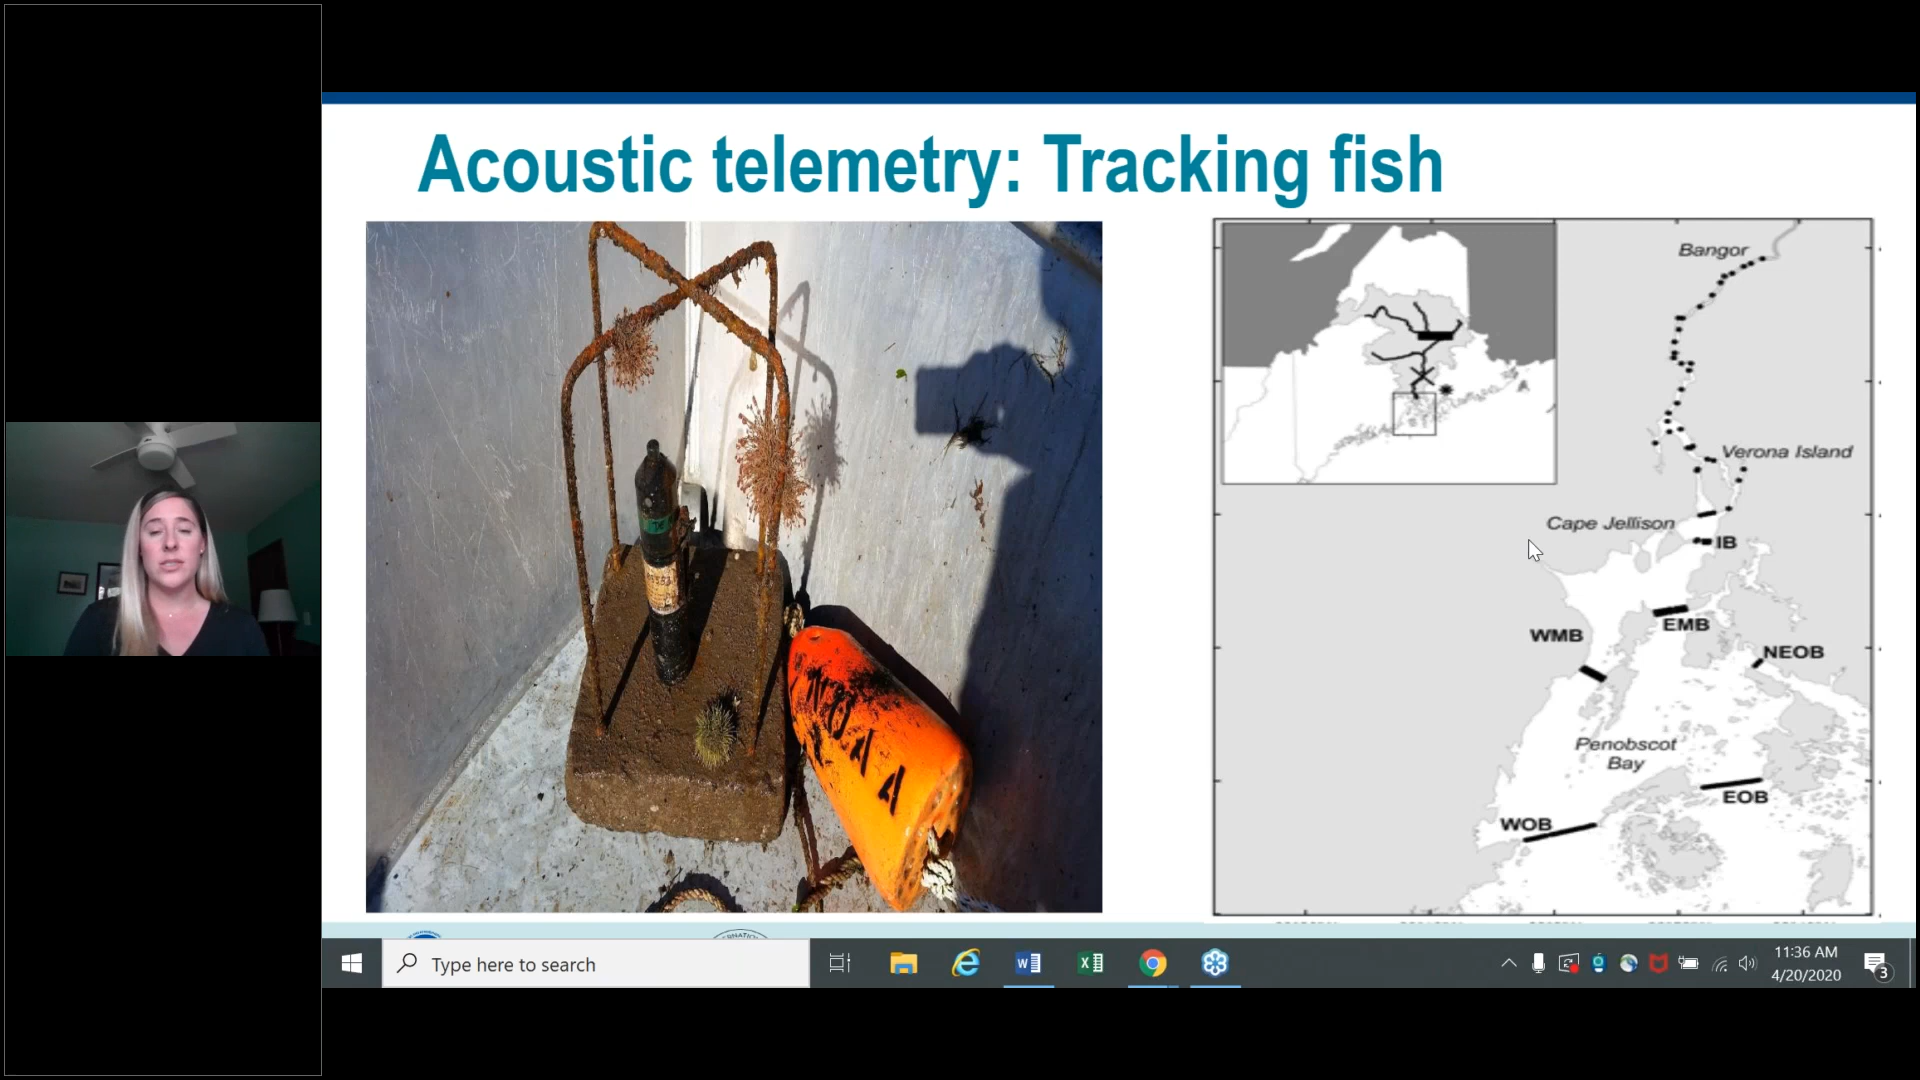 Acoustic telemetry: Tracking fish
Bangor
Verona Island
Cape Jellison
IB
EMB
WMB
NEOB
Penobscot
Bay
EOB
WOB
Type here to search
11:36 AM
4/20/2020
3